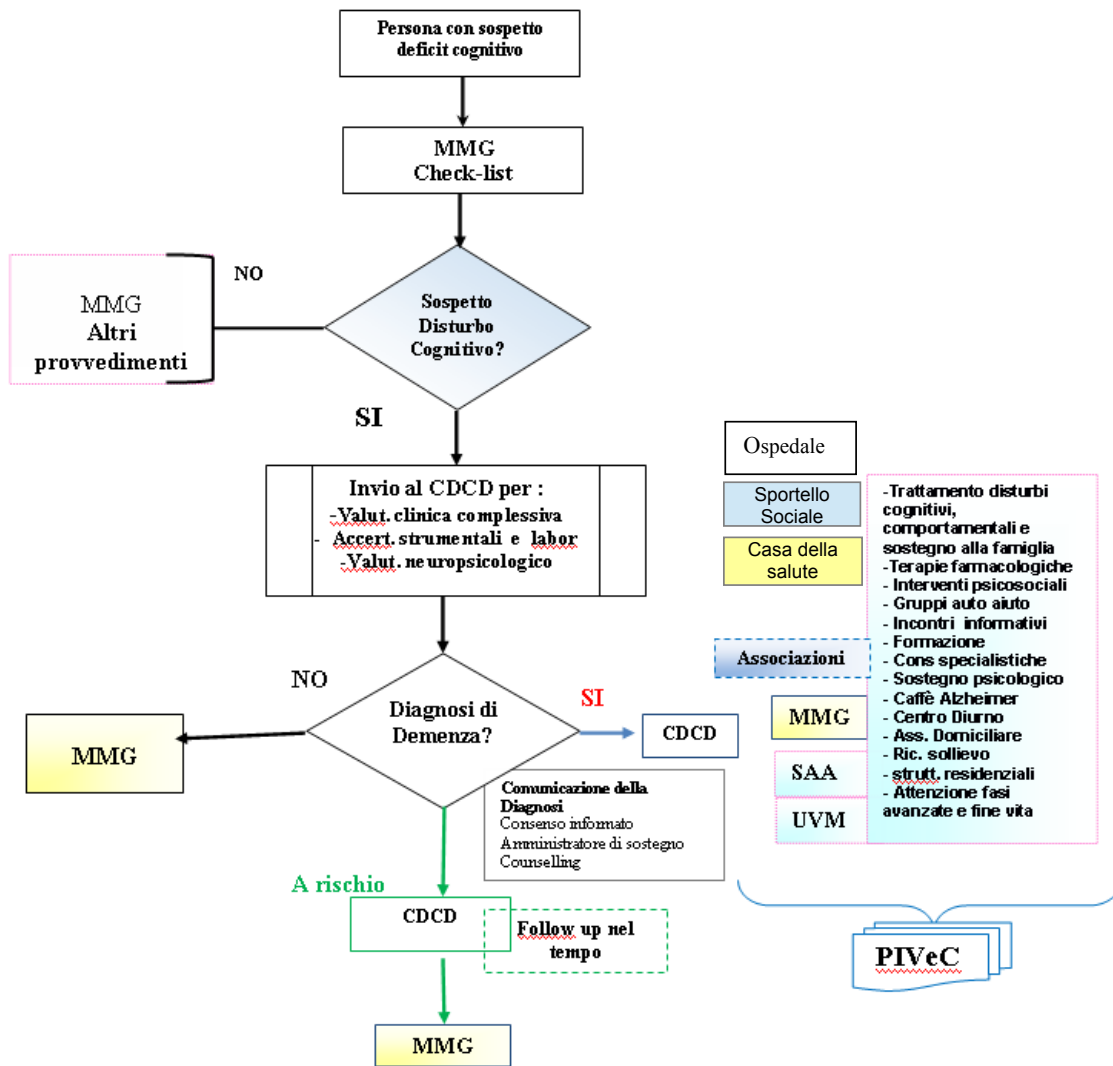 Persona con sospetto
deficit cognitivo
MMG
Check-list
NO
MMG
Altri
provvedimenti
Sospetto
Disturbo
Cognitivo?
SI
Invio al CDCD per :
-Valut. clinica complessiva
- Accert. strumentali e labor
-Valut. neuropsicologico
NO
Diagnosi di
Demenza?
SI
CDCD
MMG
Comunicazione della
Diagnosi
Consenso informato
Amministratore di sostegno
Counselling
A rischio
CDCD
Follow up nel
tempo
MMG
Ospedale
Sportello
Sociale
Casa della
salute
Associazioni
MMG
SAA
UVM
-Trattamento disturbi
cognitivi,
comportamentali e
sostegno alla famiglia
-Terapie farmacologiche
- Interventi psicosociali
- Gruppi auto aiuto
- Incontri informativi
- Formazione
- Cons specialistiche
- Sostegno psicologico
- Caffè Alzheimer
- Centro Diurno
- Ass. Domiciliare
- Ric. sollievo
- strutt. residenziali
- Attenzione fasi
avanzate e fine vita
PIVeC